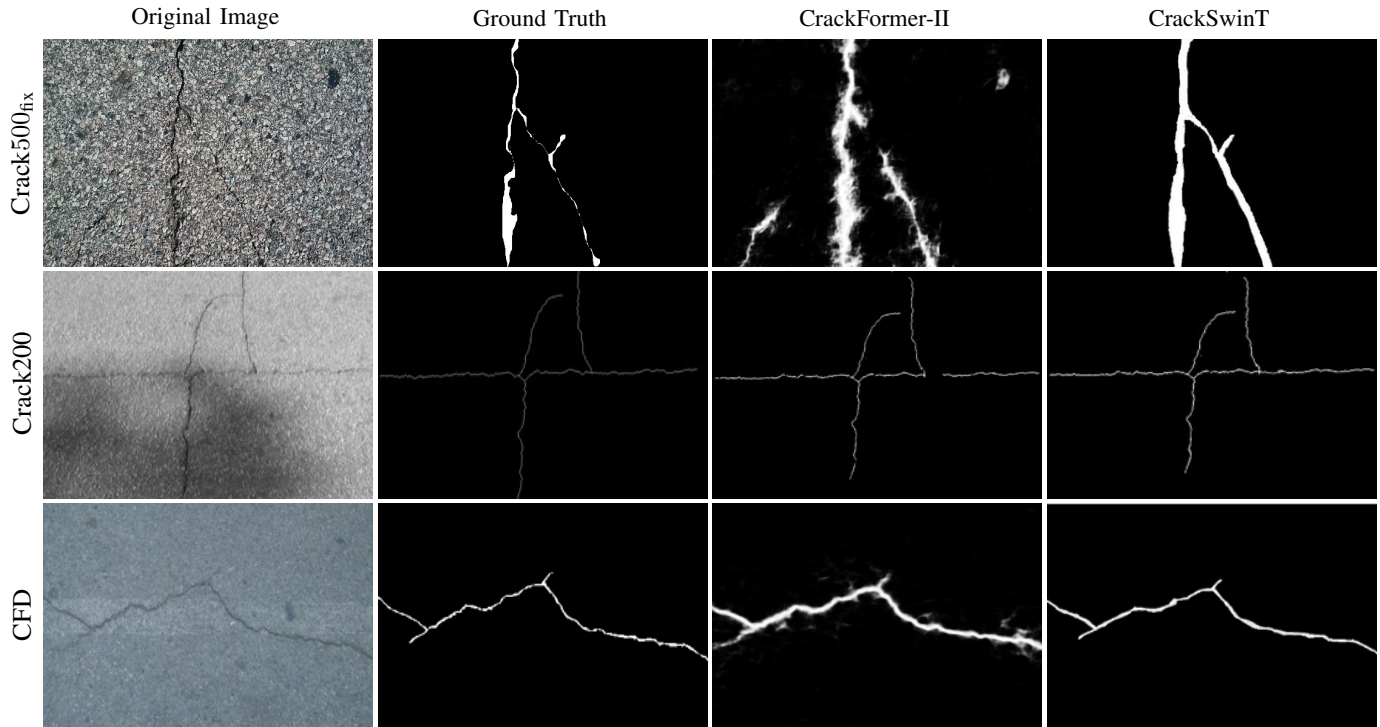 Original Image
Ground Truth
CrackFormer-II
CrackSwinT
Crack500fix
Crack200
CFD